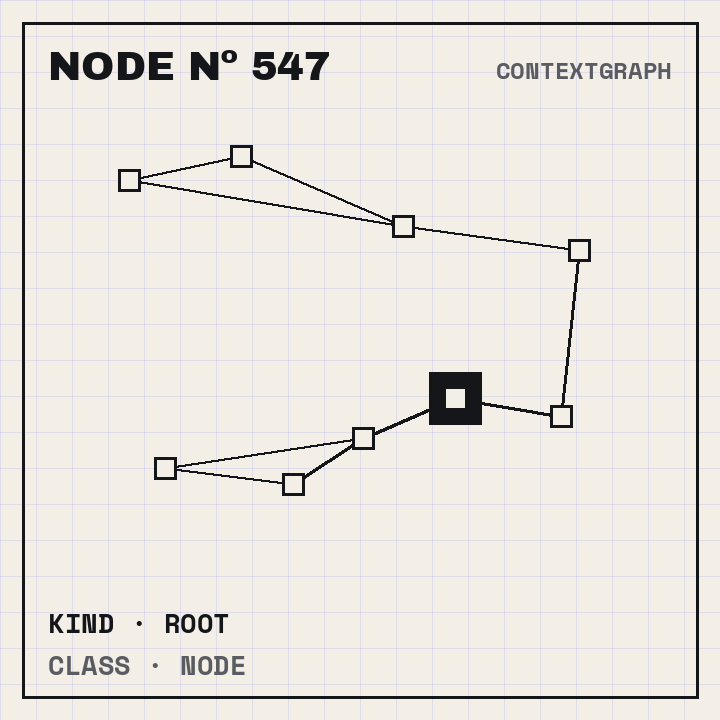 NODE Nº 547
CONTEXTGRAPH
KIND · ROOT
CLASS · NODE